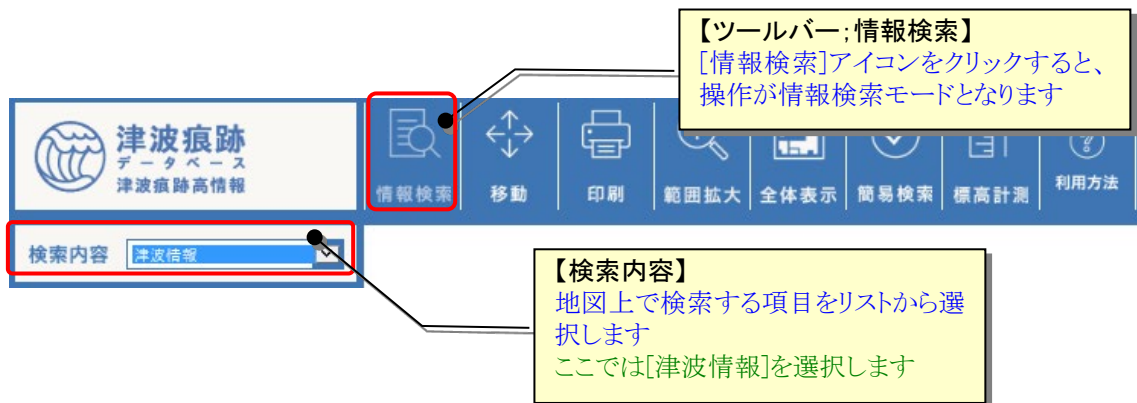 【ツールバー;情報検索】
[情報検索]アイコンをクリックすると、
操作が情報検索モードとなります
津波痕跡
データベース
津波痕跡高情報
情報検索
移動
印刷
範囲拡大
全体表示
簡易検索
標高計測
利用方法
検索内容
津波情報
【検索内容】
地図上で検索する項目をリストから選
択します
ここでは[津波情報]を選択します